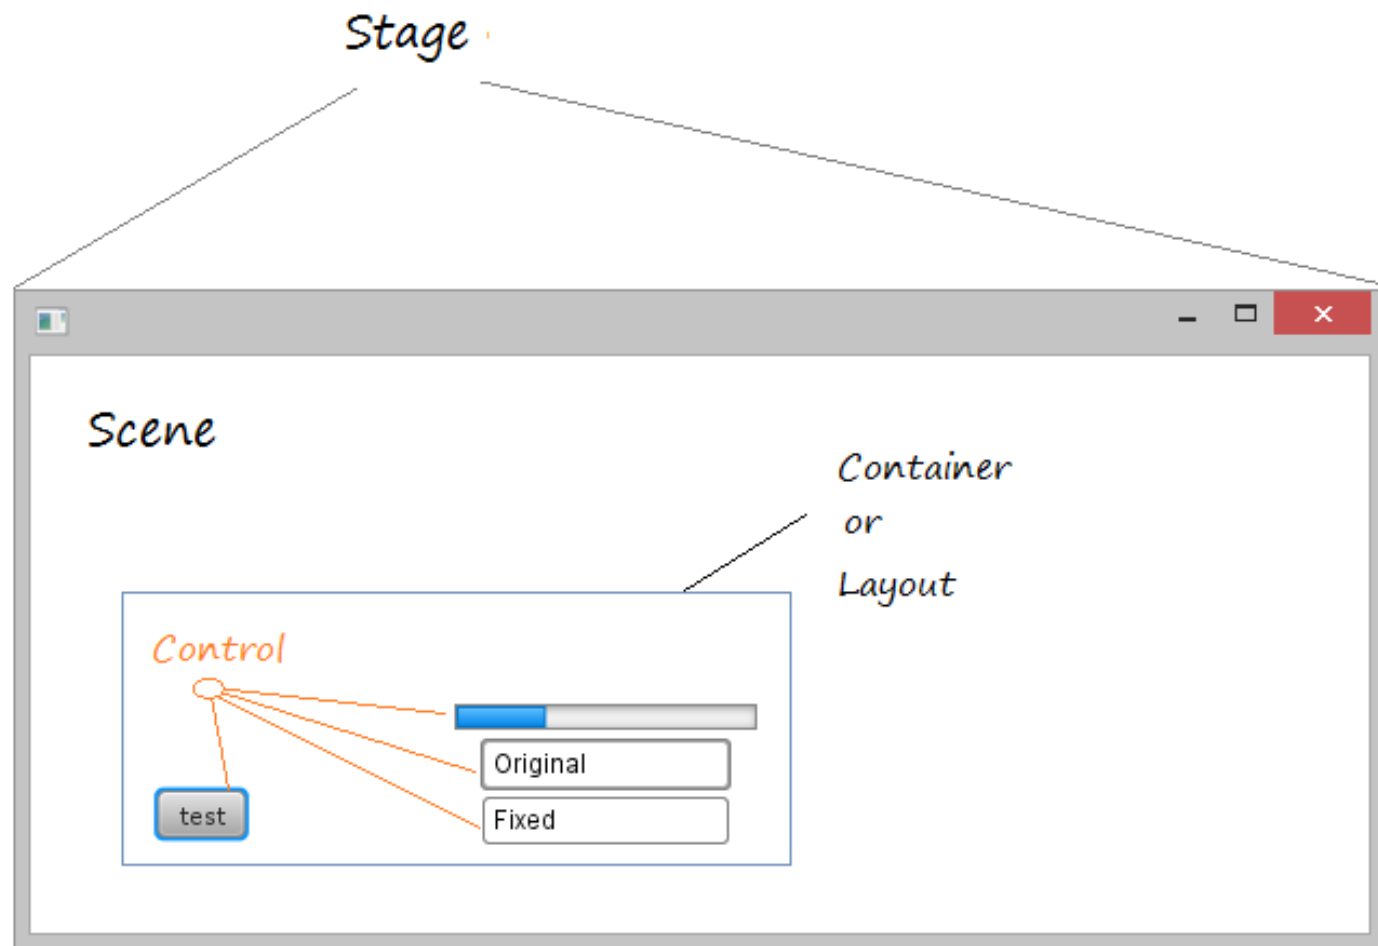 Stage
Scene
Container
or
Layout
Control
Original
test
Fixed